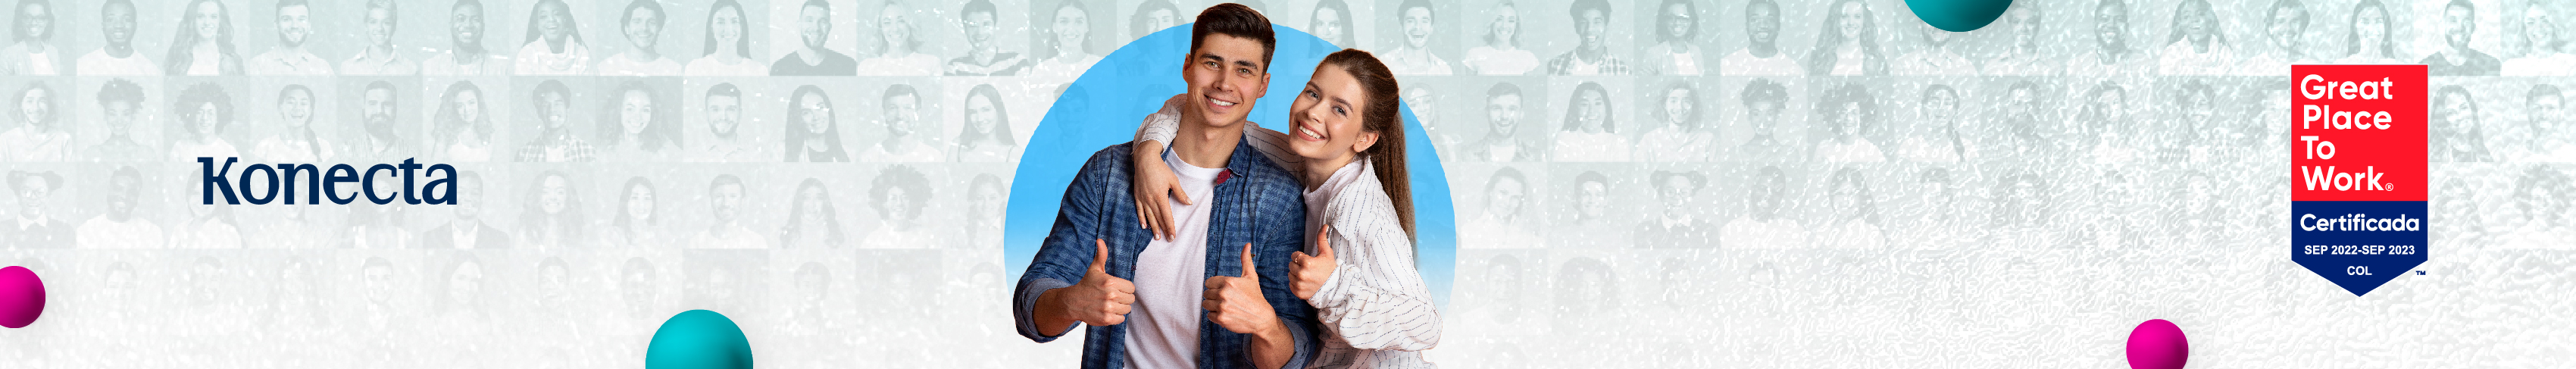 Konecta
Great
Place
To
Work®
Certificada
SEP 2022-SEP 2023
COL
™